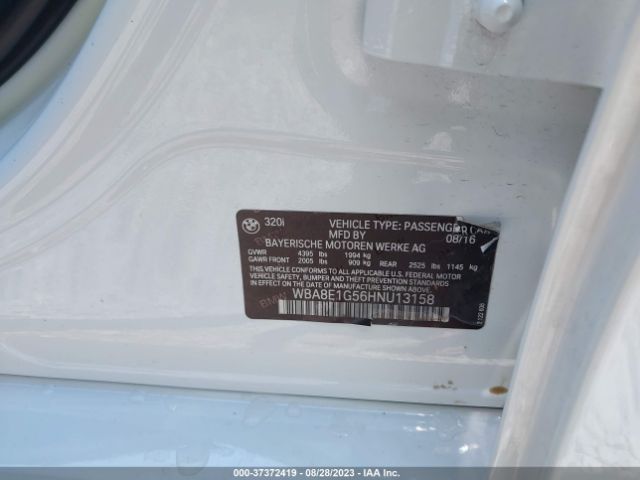 320i
VEHICLE TYPE: PASSENGER CAR
MFD BY 08/16
BAYERISCHE MOTOREN WERKE AG
GVWR 4395 lbs 1994 kg
GAWR FRONT 2005 lbs 909 kg REAR 2525 lbs 1145 kg
THIS VEHICLE CONFORMS TO ALL APPLICABLE U.S. FEDERAL MOTOR
VEHICLE SAFETY, BUMPER, AND THEFT PREVENTION STANDARDS
IN EFFECT ON THE DATE OF MANUFACTURE SHOWN ABOVE.
WBA8E1G56HNU13158
000-37372419 • 08/28/2023 • IAA Inc.